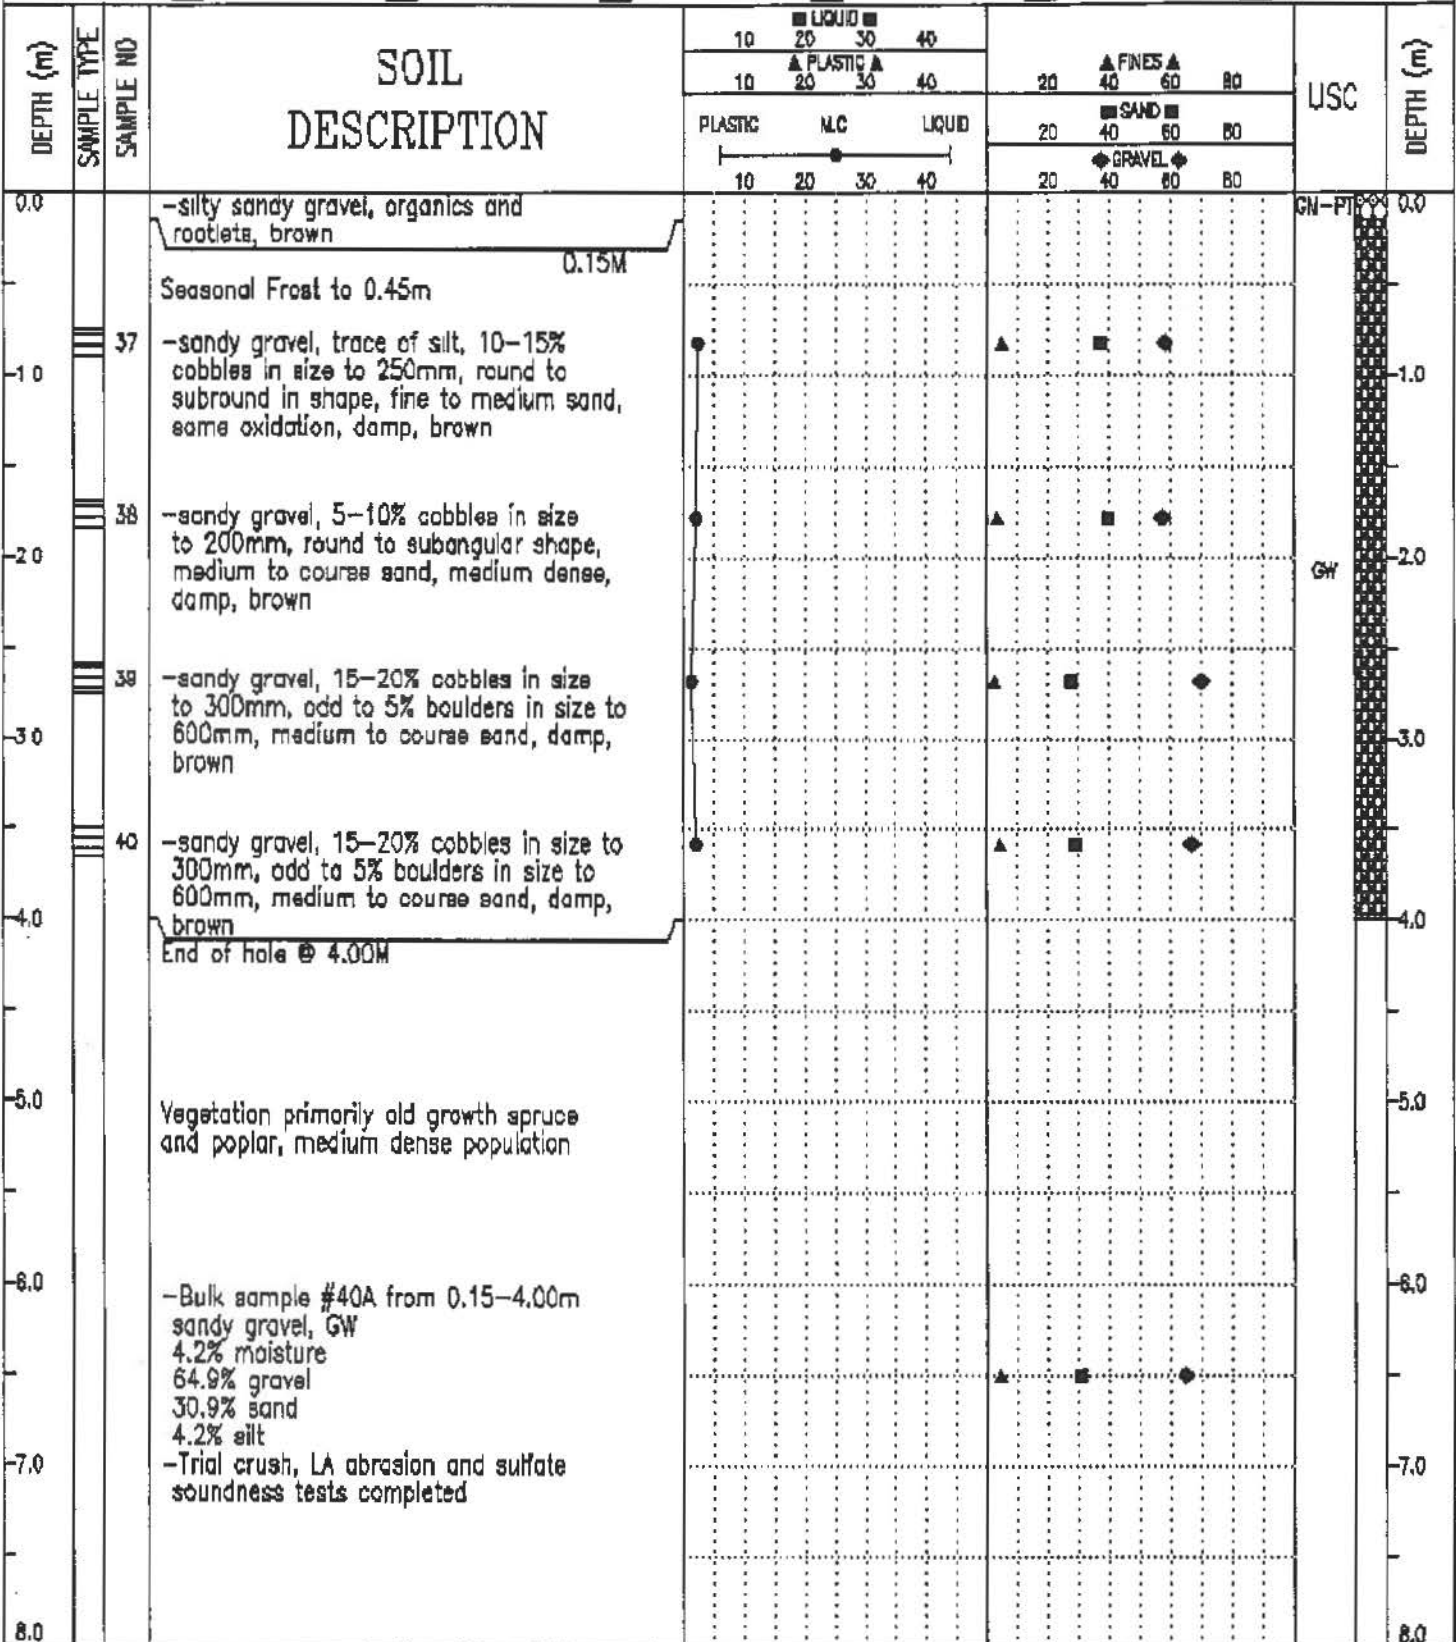 DEPTH (m)
SAMPLE TYPE
SAMPLE NO
SOIL
DESCRIPTION
■ LIQUID ■
10 20 30 40
▲ PLASTIC ▲
10 20 30 40
PLASTIC M.C LIQUID
10 20 30 40
▲ FINES ▲
20 40 60 80
■ SAND ■
20 40 60 80
◆ GRAVEL ◆
20 40 60 80
USC
DEPTH (m)
0.0
-silty sandy gravel, organics and
rootlets, brown
GN-PT
0.0
0.15M
Seasonal Frost to 0.45m
37
-sandy gravel, trace of silt, 10-15%
cobbles in size to 250mm, round to
subround in shape, fine to medium sand,
some oxidation, damp, brown
1.0
1.0
38
-sandy gravel, 5-10% cobbles in size
to 200mm, round to subangular shape,
medium to course sand, medium dense,
damp, brown
2.0
GW
2.0
39
-sandy gravel, 15-20% cobbles in size
to 300mm, odd to 5% boulders in size to
600mm, medium to course sand, damp,
brown
3.0
3.0
40
-sandy gravel, 15-20% cobbles in size to
300mm, odd to 5% boulders in size to
600mm, medium to course sand, damp,
brown
4.0
4.0
End of hole @ 4.00M
5.0
5.0
Vegetation primarily old growth spruce
and poplar, medium dense population
6.0
6.0
-Bulk sample #40A from 0.15-4.00m
sandy gravel, GW
4.2% moisture
64.9% gravel
30.9% sand
4.2% silt
7.0
7.0
-Trial crush, LA abrasion and sulfate
soundness tests completed
8.0
8.0